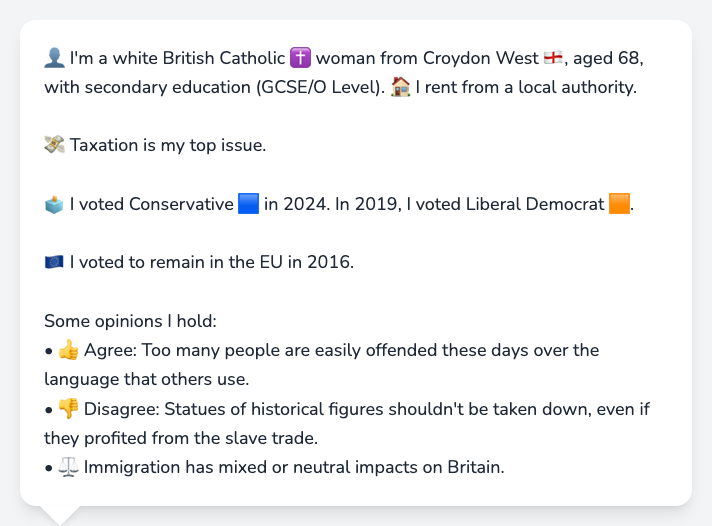 👤 I'm a white British Catholic ✝️ woman from Croydon West 🏴󠁧󠁢󠁥󠁮󠁧󠁿, aged 68,
with secondary education (GCSE/O Level). 🏠 I rent from a local authority.
💸 Taxation is my top issue.
🗳️ I voted Conservative 🟦 in 2024. In 2019, I voted Liberal Democrat 🟧.
🇪🇺 I voted to remain in the EU in 2016.
Some opinions I hold:
• 👍 Agree: Too many people are easily offended these days over the
language that others use.
• 👎 Disagree: Statues of historical figures shouldn't be taken down, even if
they profited from the slave trade.
• ⚖️ Immigration has mixed or neutral impacts on Britain.